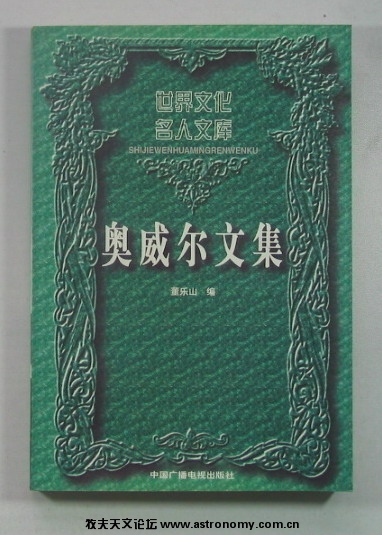 世界文化
名人文库
SHIJIEWENHUAMINGRENWENKU
奥威尔文集
董乐山 编
中国广播电视出版社
牧夫天文论坛 www.astronomy.com.cn